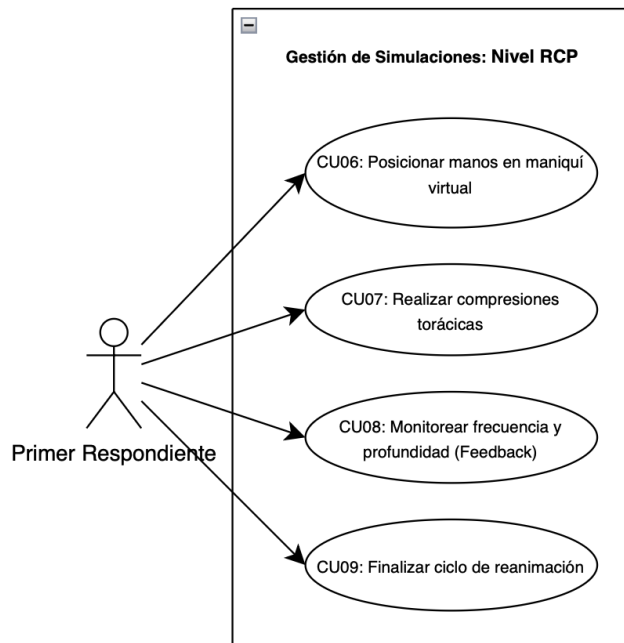 Gestión de Simulaciones: Nivel RCP
CU06: Posicionar manos en maniquí
virtual
CU07: Realizar compresiones
torácicas
CU08: Monitorear frecuencia y
profundidad (Feedback)
Primer Respondiente
CU09: Finalizar ciclo de reanimación